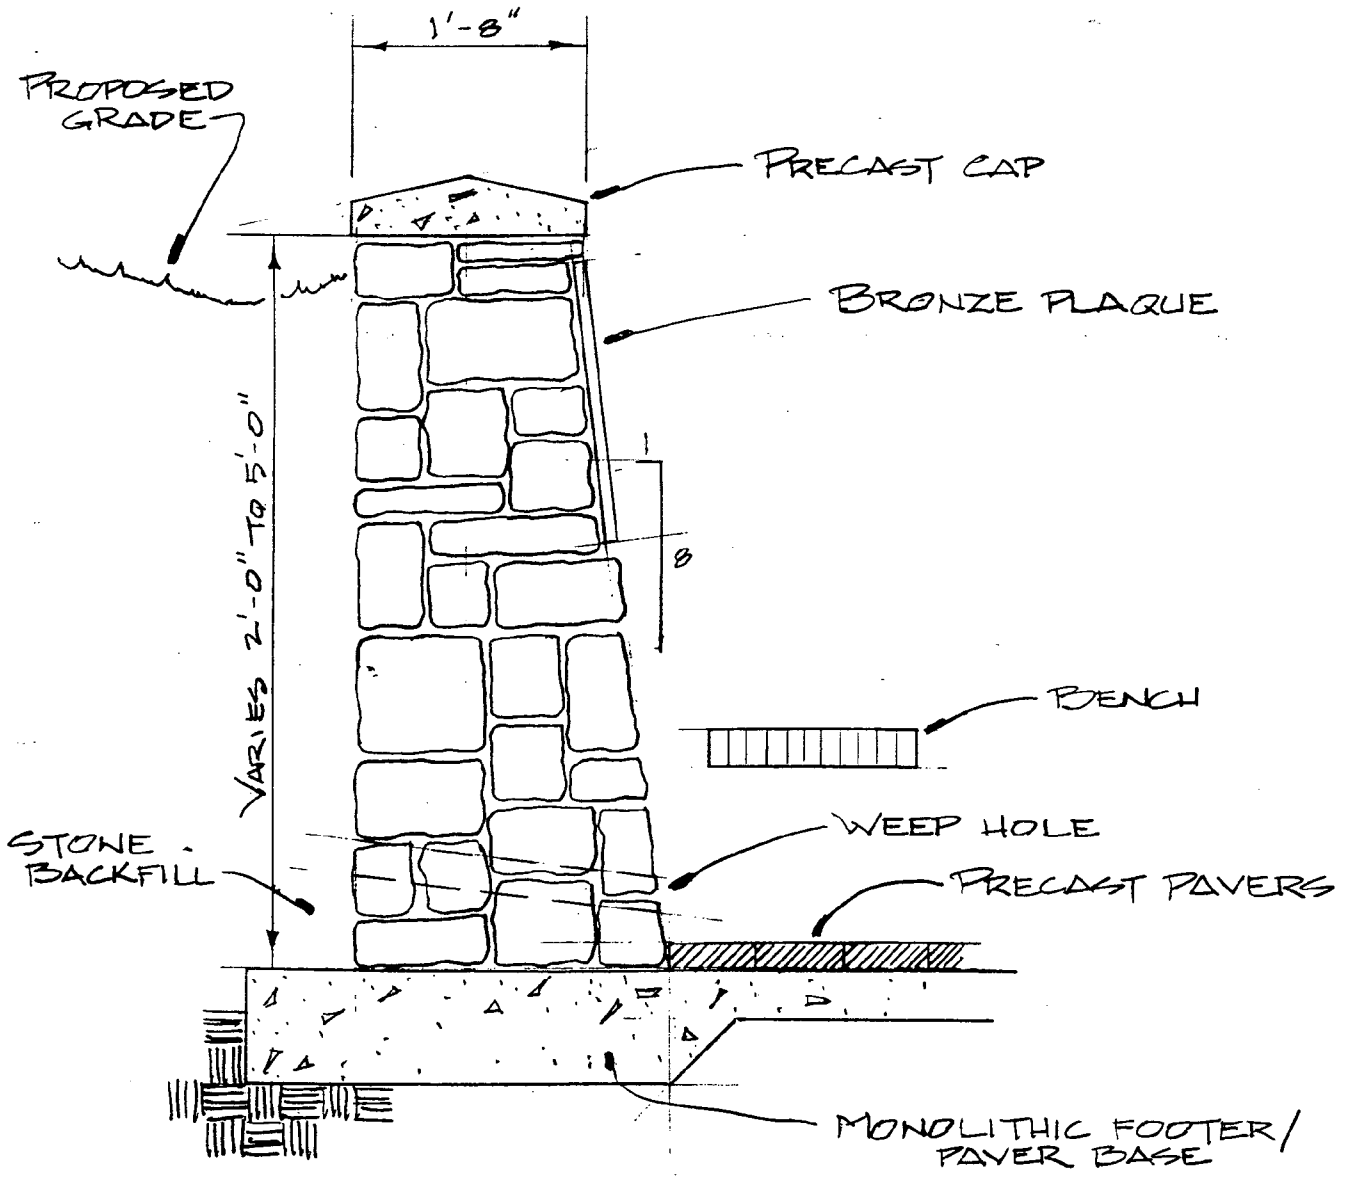 1'-8"
PROPOSED
GRADE
PRECAST CAP
BRONZE PLAQUE
1
8
VARIES 2'-0" TO 5'-0"
BENCH
WEEP HOLE
STONE
BACKFILL
PRECAST PAVERS
MONOLITHIC FOOTER/
PAVER BASE